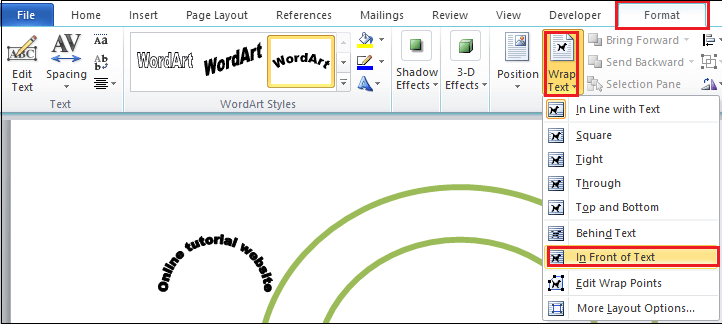 File Home Insert Page Layout References Mailings Review View Developer Format
Edit Text
Spacing
Aa
Text
WordArt WordArt WordArt
WordArt Styles
Shadow Effects
3-D Effects
Position
Wrap Text
Bring Forward
Send Backward
Selection Pane
In Line with Text
Square
Tight
Through
Top and Bottom
Behind Text
In Front of Text
Edit Wrap Points
More Layout Options...
Online tutorial website